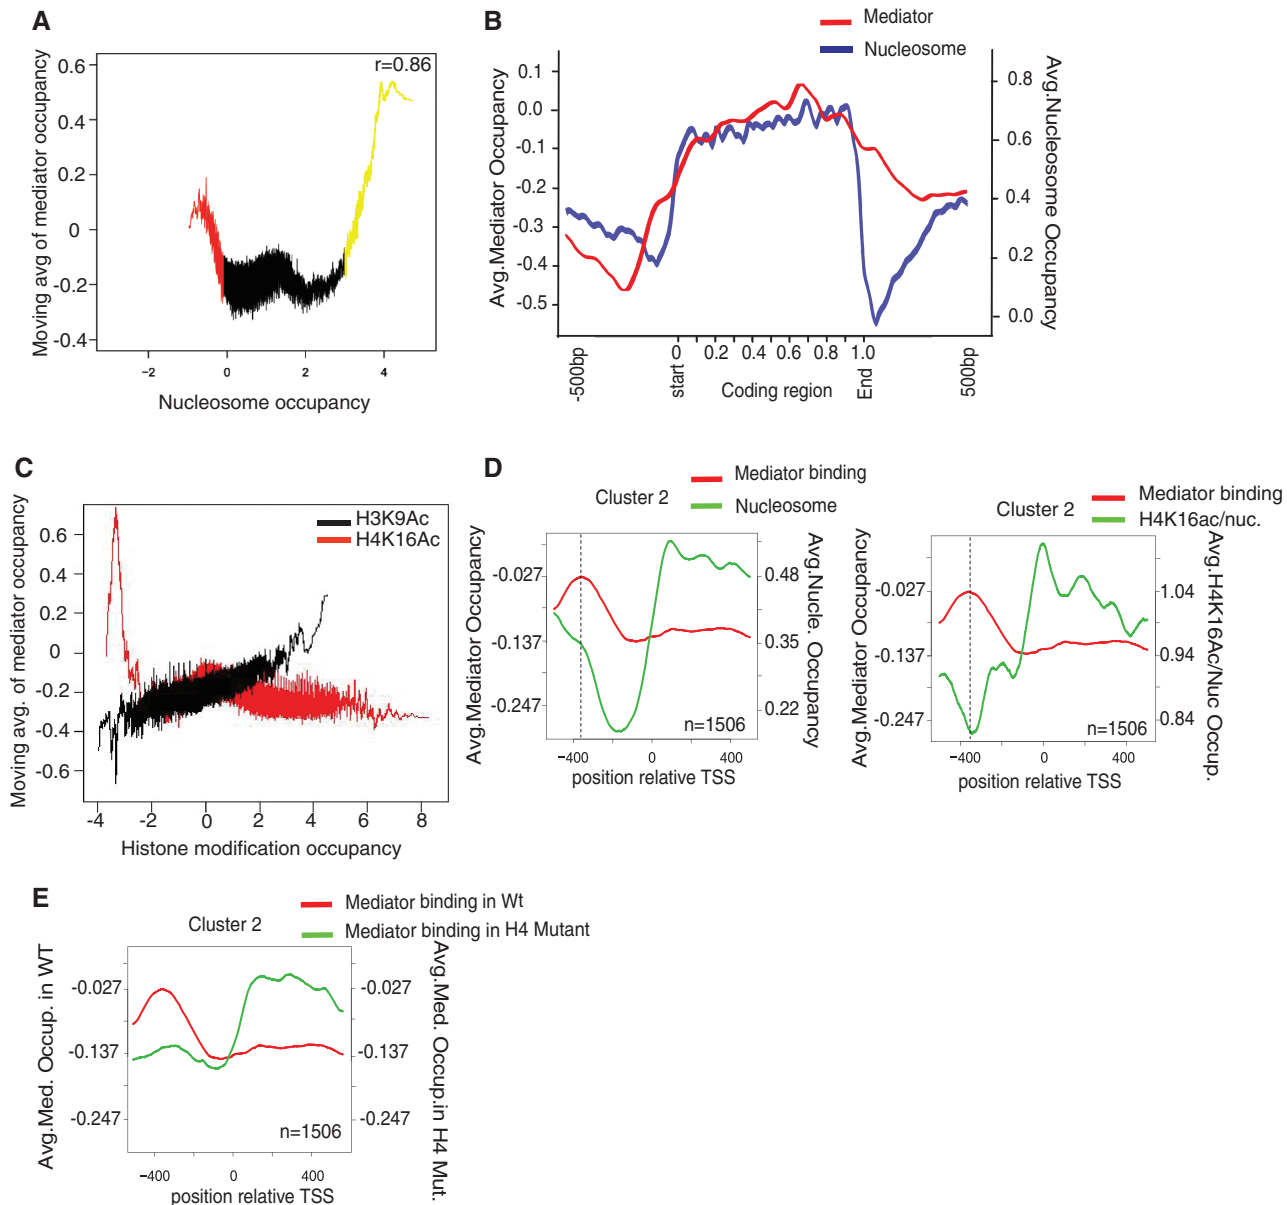 A
Moving avg of mediator occupancy
0.6
0.4
0.2
0
-0.2
-0.4
r=0.86
-2
0
2
4
Nucleosome occupancy
B
Mediator
Nucleosome
Avg.Mediator Occupancy
0.1
0.0
-0.1
-0.2
-0.3
-0.4
-0.5
Avg.Nucleosome Occupancy
0.8
0.6
0.4
0.2
0.0
-500bp
start
0
0.2
0.4
0.6
0.8
1.0
End
500bp
Coding region
C
Moving avg. of mediator occupancy
0.6
0.4
0.2
0
-0.2
-0.4
-0.6
H3K9Ac
H4K16Ac
-4
-2
0
2
4
6
8
Histone modification occupancy
D
Cluster 2
Mediator binding
Nucleosome
Avg.Mediator Occupancy
-0.027
-0.137
-0.247
Avg.Nucle. Occupancy
0.48
0.35
0.22
n=1506
-400
0
400
position relative TSS
Cluster 2
Mediator binding
H4K16ac/nuc.
Avg.Mediator Occupancy
-0.027
-0.137
-0.247
Avg.H4K16Ac/Nuc Occup.
1.04
0.94
0.84
n=1506
-400
0
400
position relative TSS
E
Cluster 2
Mediator binding in Wt
Mediator binding in H4 Mutant
Avg.Med. Occup. in WT
-0.027
-0.137
-0.247
Avg.Med. Occup.in H4 Mut.
-0.027
-0.137
-0.247
n=1506
-400
0
400
position relative TSS